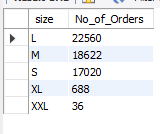 size No_of_Orders
L 22560
M 18622
S 17020
XL 688
XXL 36